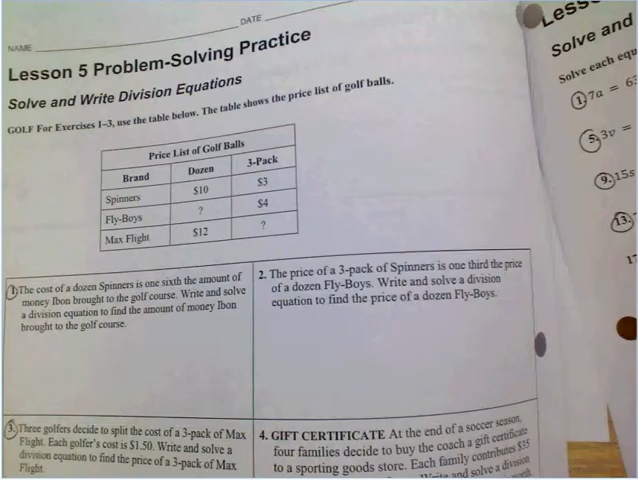 NAME
DATE
Lesson 5 Problem-Solving Practice
Solve and Write Division Equations
GOLF For Exercises 1–3, use the table below. The table shows the price list of golf balls.
Price List of Golf Balls
Brand Dozen 3-Pack
Spinners $10 $3
Fly-Boys ? $4
Max Flight $12 ?
1. The cost of a dozen Spinners is one sixth the amount of
money Ibon brought to the golf course. Write and solve
a division equation to find the amount of money Ibon
brought to the golf course.
2. The price of a 3-pack of Spinners is one third the price
of a dozen Fly-Boys. Write and solve a division
equation to find the price of a dozen Fly-Boys.
3. Three golfers decide to split the cost of a 3-pack of Max
Flight. Each golfer's cost is $1.50. Write and solve a
division equation to find the price of a 3-pack of Max
Flight.
4. GIFT CERTIFICATE At the end of a soccer season,
four families decide to buy the coach a gift certificate
to a sporting goods store. Each family contributes $35
and solve a division
Less
Solve and
Solve each equ
1. 7a = 63
5. 3v =
9. 15s
13.
17